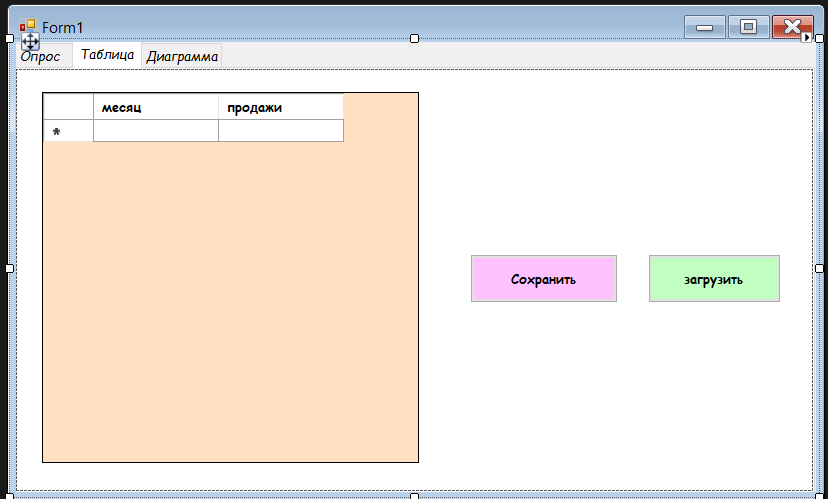 Form1
Опрос Таблица Диаграмма
месяц продажи
*
Сохранить загрузить